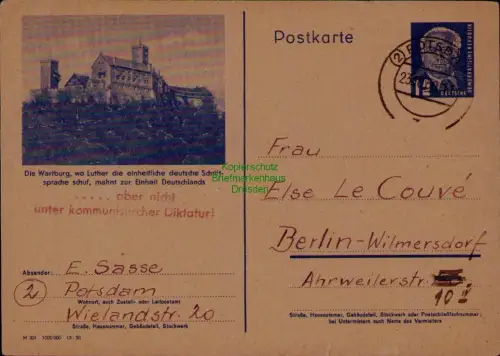 Postkarte
Die Wartburg, wo Luther die einheitliche deutsche Schrift-
sprache schuf, mahnt zur Einheit Deutschlands
..... aber nicht
unter kommunistischer Diktatur!
Absender: E. Sasse
2 Potsdam
Wohnort, auch Zustell- oder Leitpostamt
Wielandstr. 20
Straße, Hausnummer, Gebäudeteil, Stockwerk
DEUTSCHE
DEMOKRATISCHE REPUBLIK
Frau
Else Le Couvé
Berlin-Wilmersdorf
Ahrweilerstr.
10 IV
Straße, Hausnummer, Gebäudeteil, Stockwerk oder Postschließfachnummer;
bei Untermietern auch Name des Vermieters
Kopierschutz
Briefmarkenhaus
Dresden